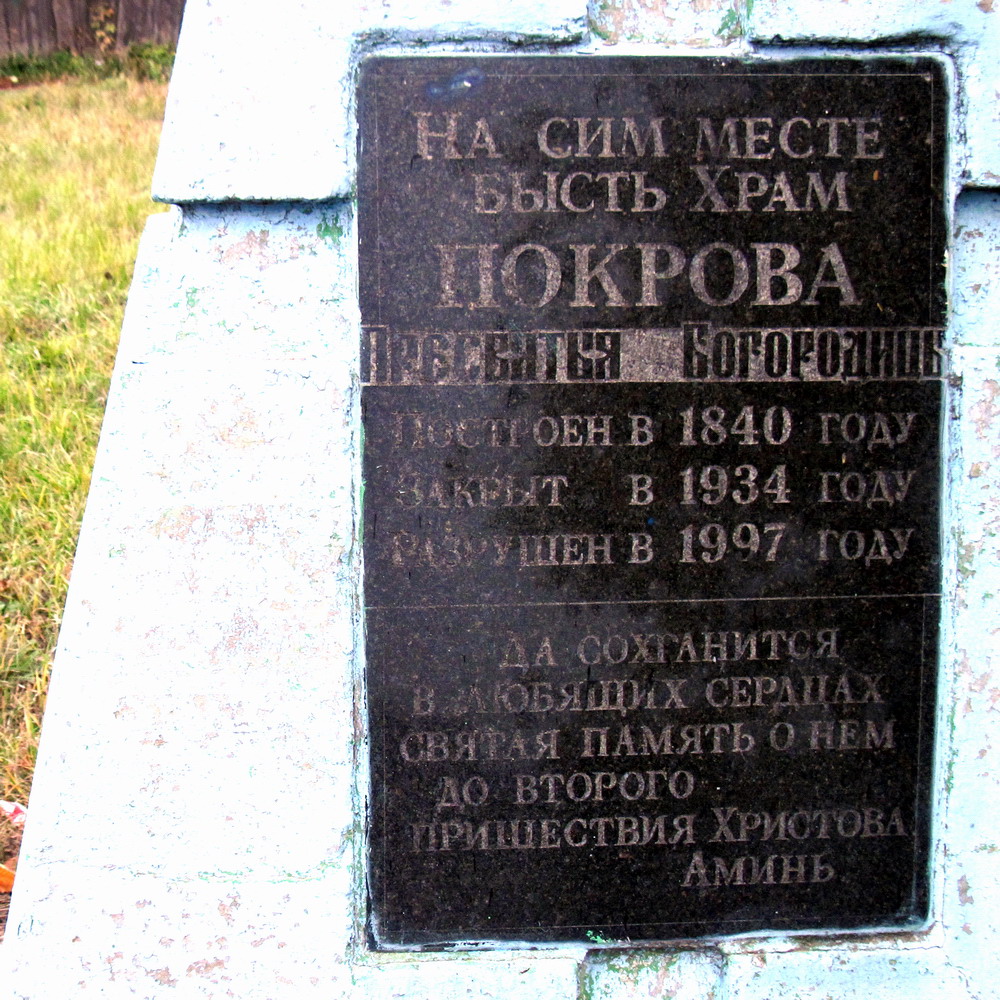 На сим месте
бысть Храм
Покрова
Пресвятыя Богородицы
Построен в 1840 году
Закрыт в 1934 году
Разрушен в 1997 году
Да сохранится
в любящих сердцах
святая память о нем
до второго
пришествия Христова
Аминь